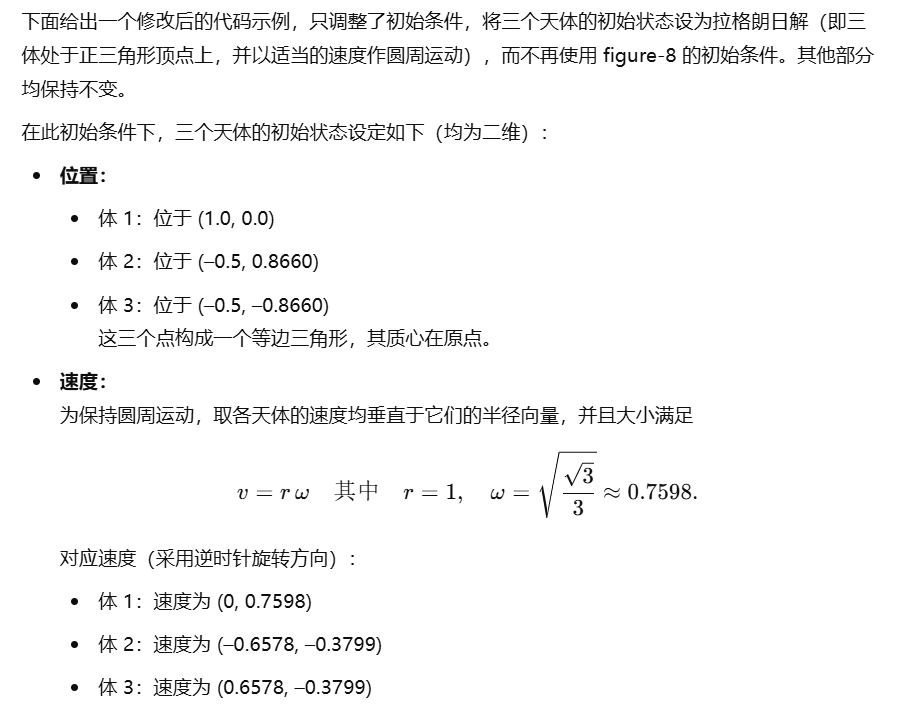 下面给出一个修改后的代码示例，只调整了初始条件，将三个天体的初始状态设为拉格朗日解（即三
体处于正三角形顶点上，并以适当的速度作圆周运动），而不再使用 figure-8 的初始条件。其他部分
均保持不变。
在此初始条件下，三个天体的初始状态设定如下（均为二维）：
• 位置：
• 体 1：位于 (1.0, 0.0)
• 体 2：位于 (–0.5, 0.8660)
• 体 3：位于 (–0.5, –0.8660)
这三个点构成一个等边三角形，其质心在原点。
• 速度：
为保持圆周运动，取各天体的速度均垂直于它们的半径向量，并且大小满足
v = r ω 其中 r = 1, ω = √(√3/3) ≈ 0.7598.
对应速度（采用逆时针旋转方向）：
• 体 1：速度为 (0, 0.7598)
• 体 2：速度为 (–0.6578, –0.3799)
• 体 3：速度为 (0.6578, –0.3799)